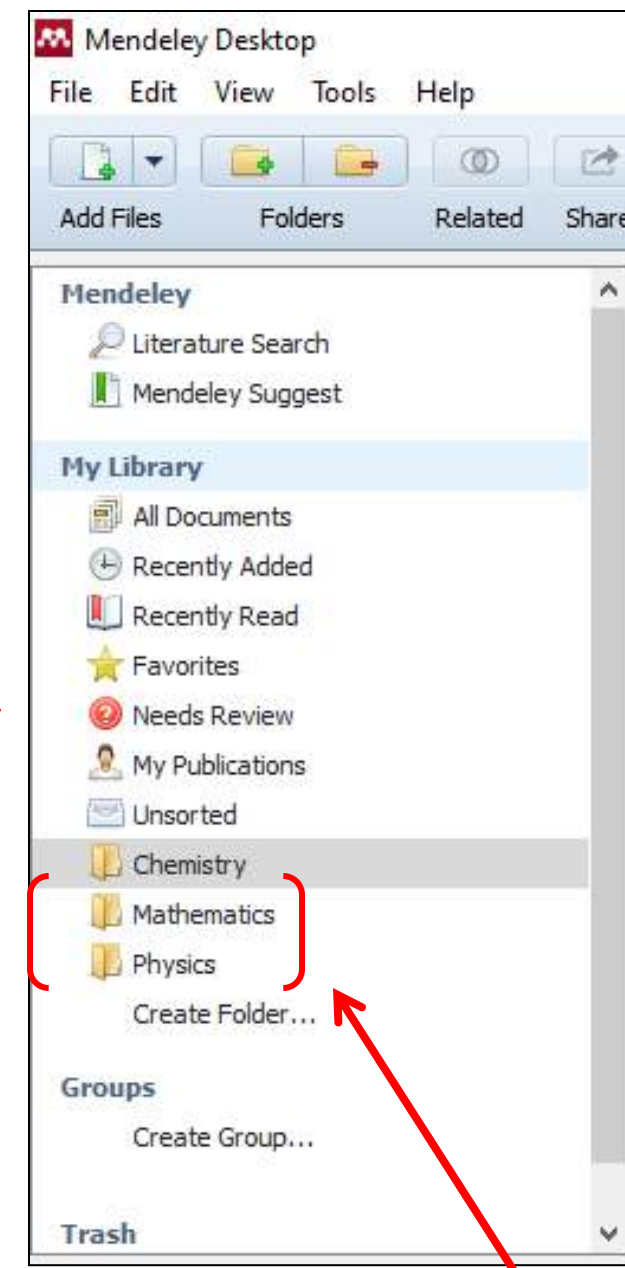 Mendeley Desktop
File Edit View Tools Help
Add Files Folders Related Share
Mendeley
Literature Search
Mendeley Suggest
My Library
All Documents
Recently Added
Recently Read
Favorites
Needs Review
My Publications
Unsorted
Chemistry
Mathematics
Physics
Create Folder...
Groups
Create Group...
Trash